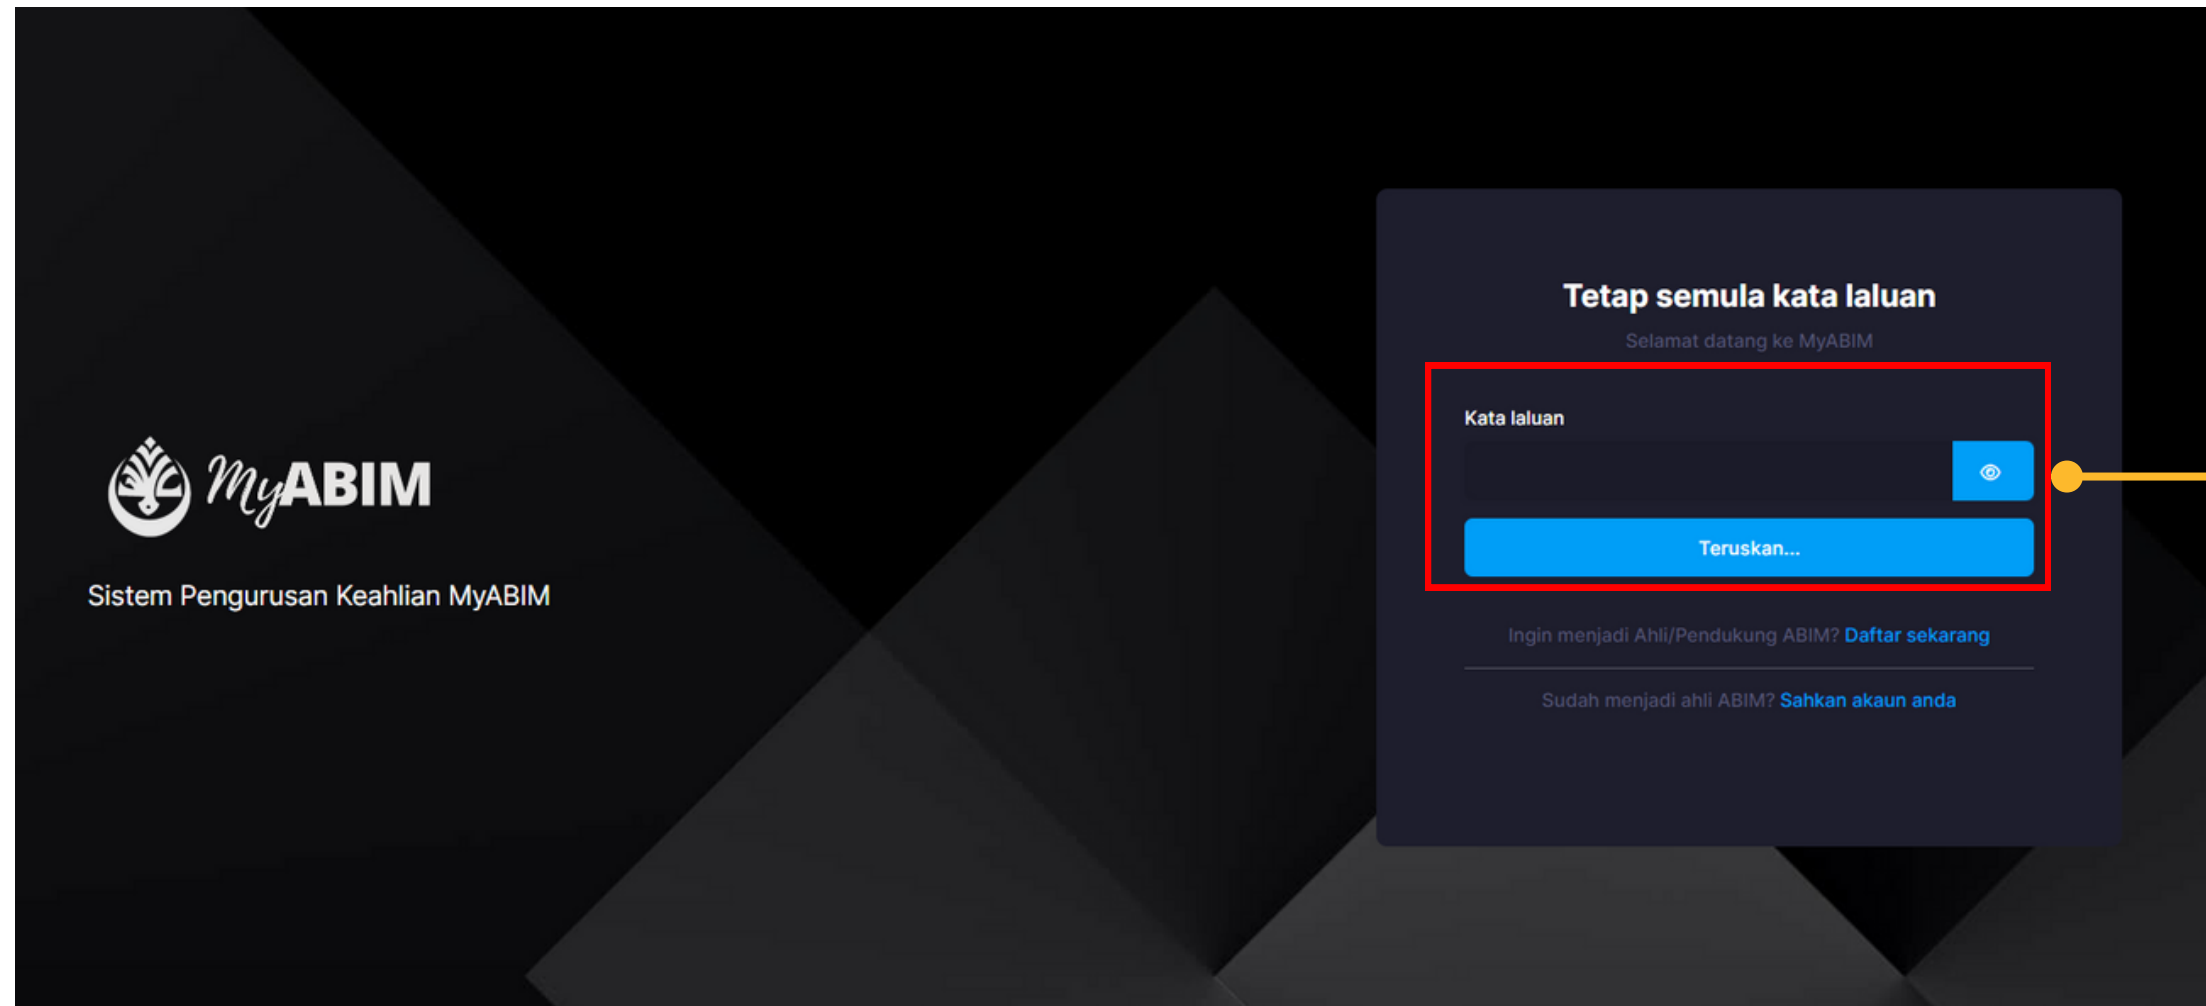 MyABIM
Sistem Pengurusan Keahlian MyABIM
Tetap semula kata laluan
Selamat datang ke MyABIM
Kata laluan
Teruskan...
Ingin menjadi Ahli/Pendukung ABIM? Daftar sekarang
Sudah menjadi ahli ABIM? Sahkan akaun anda